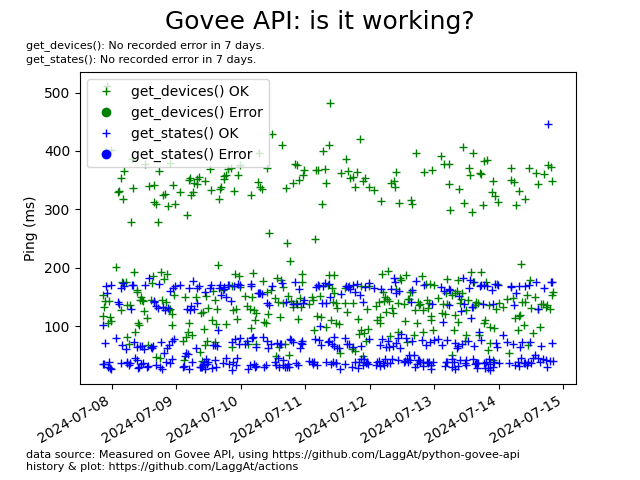 Govee API: is it working?
get_devices(): No recorded error in 7 days.
get_states(): No recorded error in 7 days.
get_devices() OK
get_devices() Error
get_states() OK
get_states() Error
500
400
300
200
100
Ping (ms)
2024-07-08
2024-07-09
2024-07-10
2024-07-11
2024-07-12
2024-07-13
2024-07-14
2024-07-15
data source: Measured on Govee API, using https://github.com/LaggAt/python-govee-api
history & plot: https://github.com/LaggAt/actions